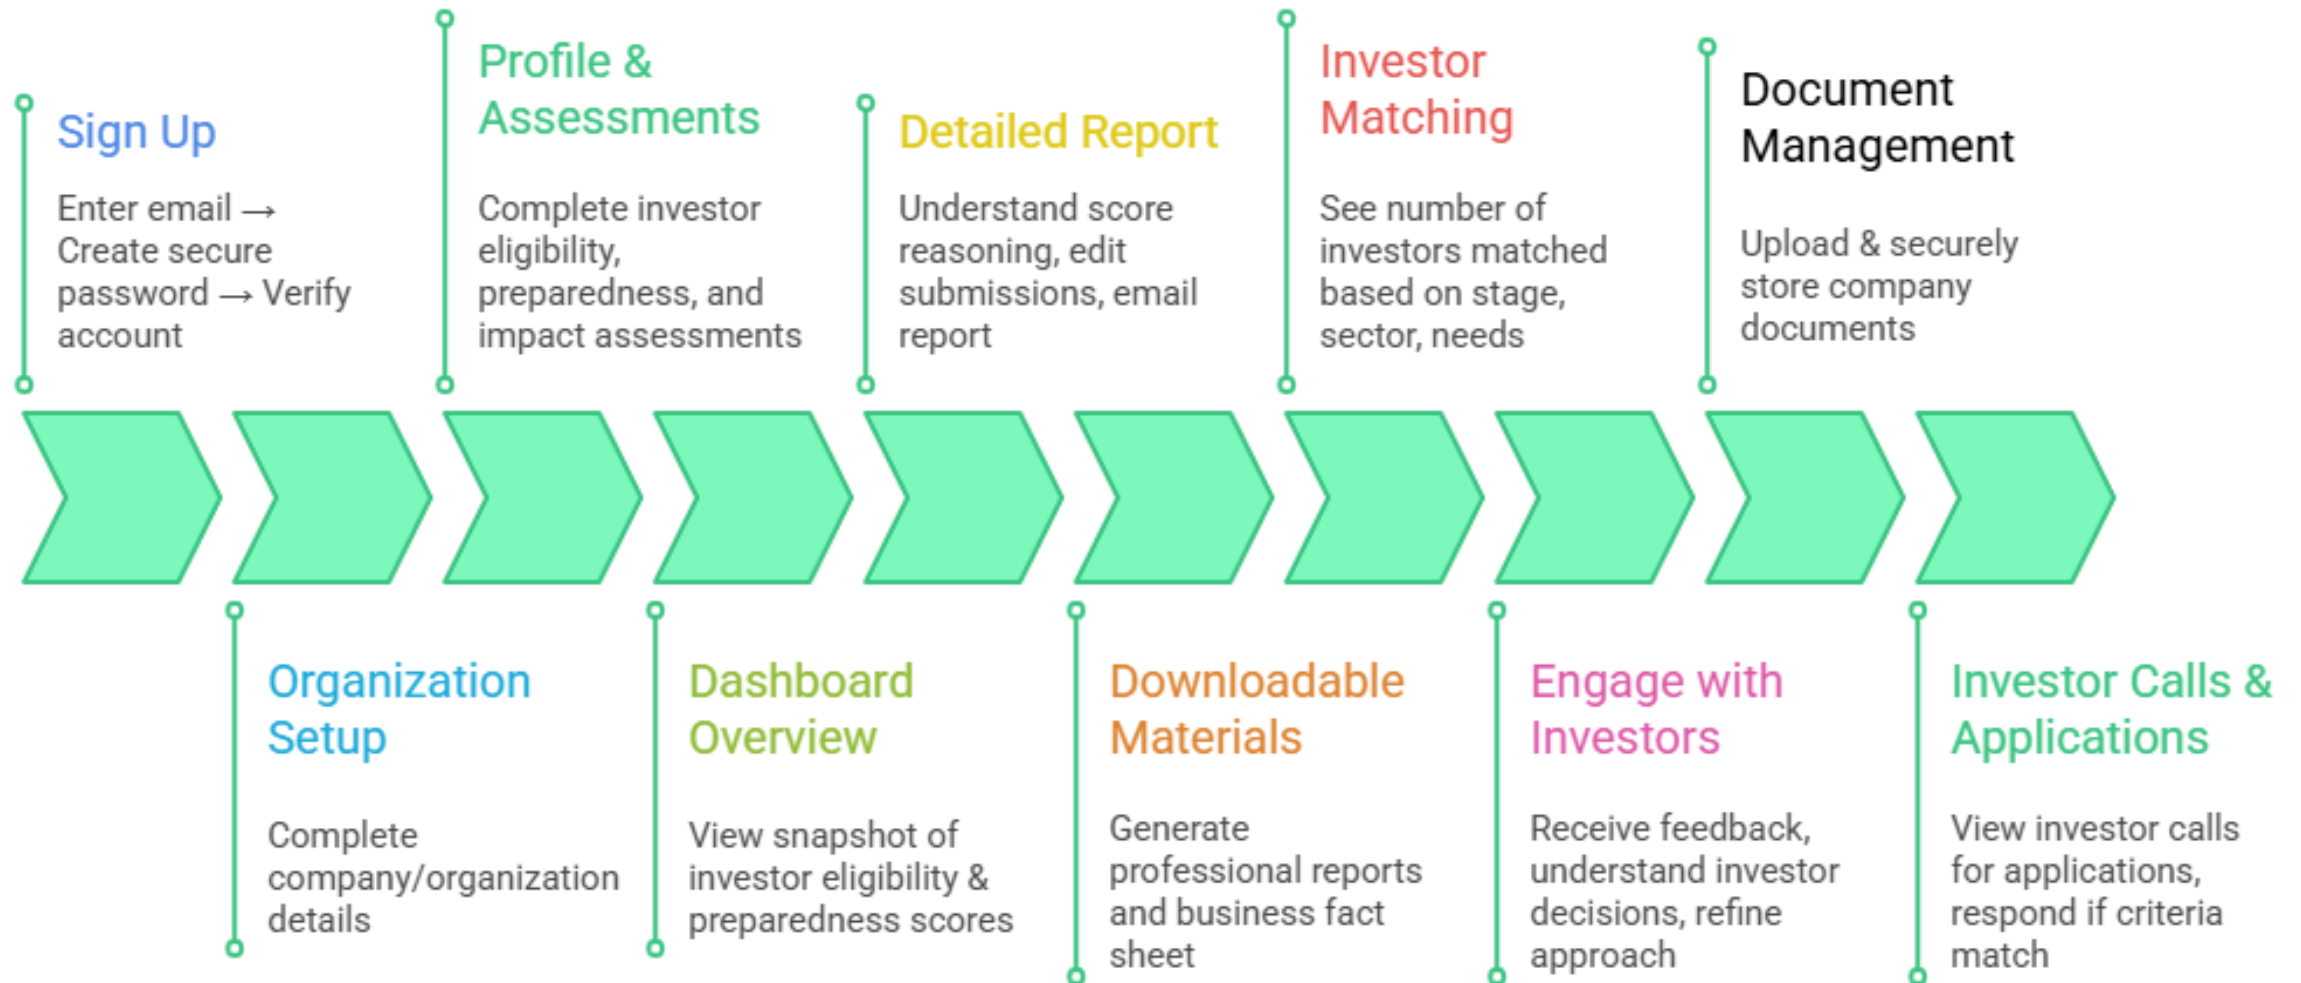 Sign Up
Enter email →
Create secure
password → Verify
account
Profile &
Assessments
Complete investor
eligibility,
preparedness, and
impact assessments
Detailed Report
Understand score
reasoning, edit
submissions, email
report
Investor
Matching
See number of
investors matched
based on stage,
sector, needs
Document
Management
Upload & securely
store company
documents
Organization
Setup
Complete
company/organization
details
Dashboard
Overview
View snapshot of
investor eligibility &
preparedness scores
Downloadable
Materials
Generate
professional reports
and business fact
sheet
Engage with
Investors
Receive feedback,
understand investor
decisions, refine
approach
Investor Calls &
Applications
View investor calls
for applications,
respond if criteria
match